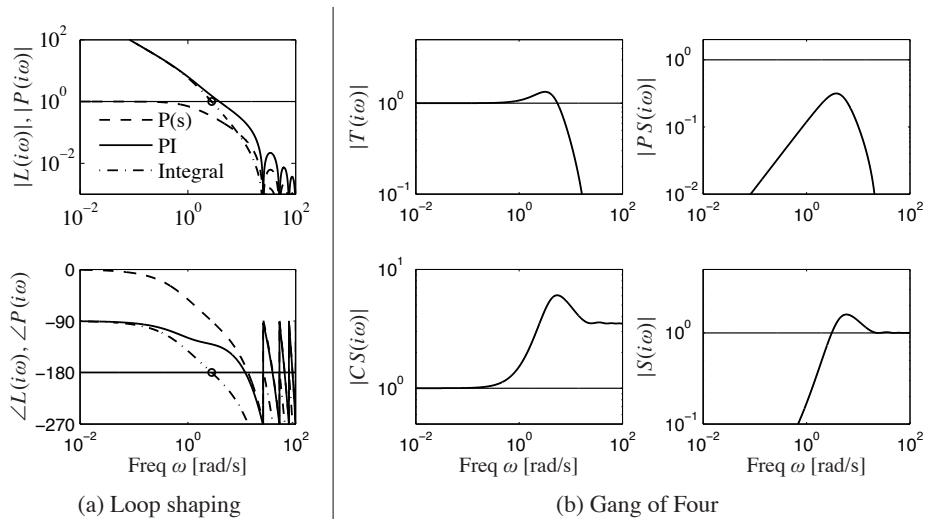 |L(iω)|, |P(iω)|
10^2
10^0
10^-2
P(s)
PI
Integral
10^-2
10^0
10^2
∠L(iω), ∠P(iω)
0
−90
−180
−270
10^-2
10^0
10^2
Freq ω [rad/s]
(a) Loop shaping
|T(iω)|
10^0
10^-1
10^-2
10^0
10^2
|PS(iω)|
10^0
10^-1
10^-2
10^-2
10^0
10^2
|CS(iω)|
10^1
10^0
10^-2
10^0
10^2
Freq ω [rad/s]
|S(iω)|
10^0
10^-1
10^-2
10^0
10^2
Freq ω [rad/s]
(b) Gang of Four